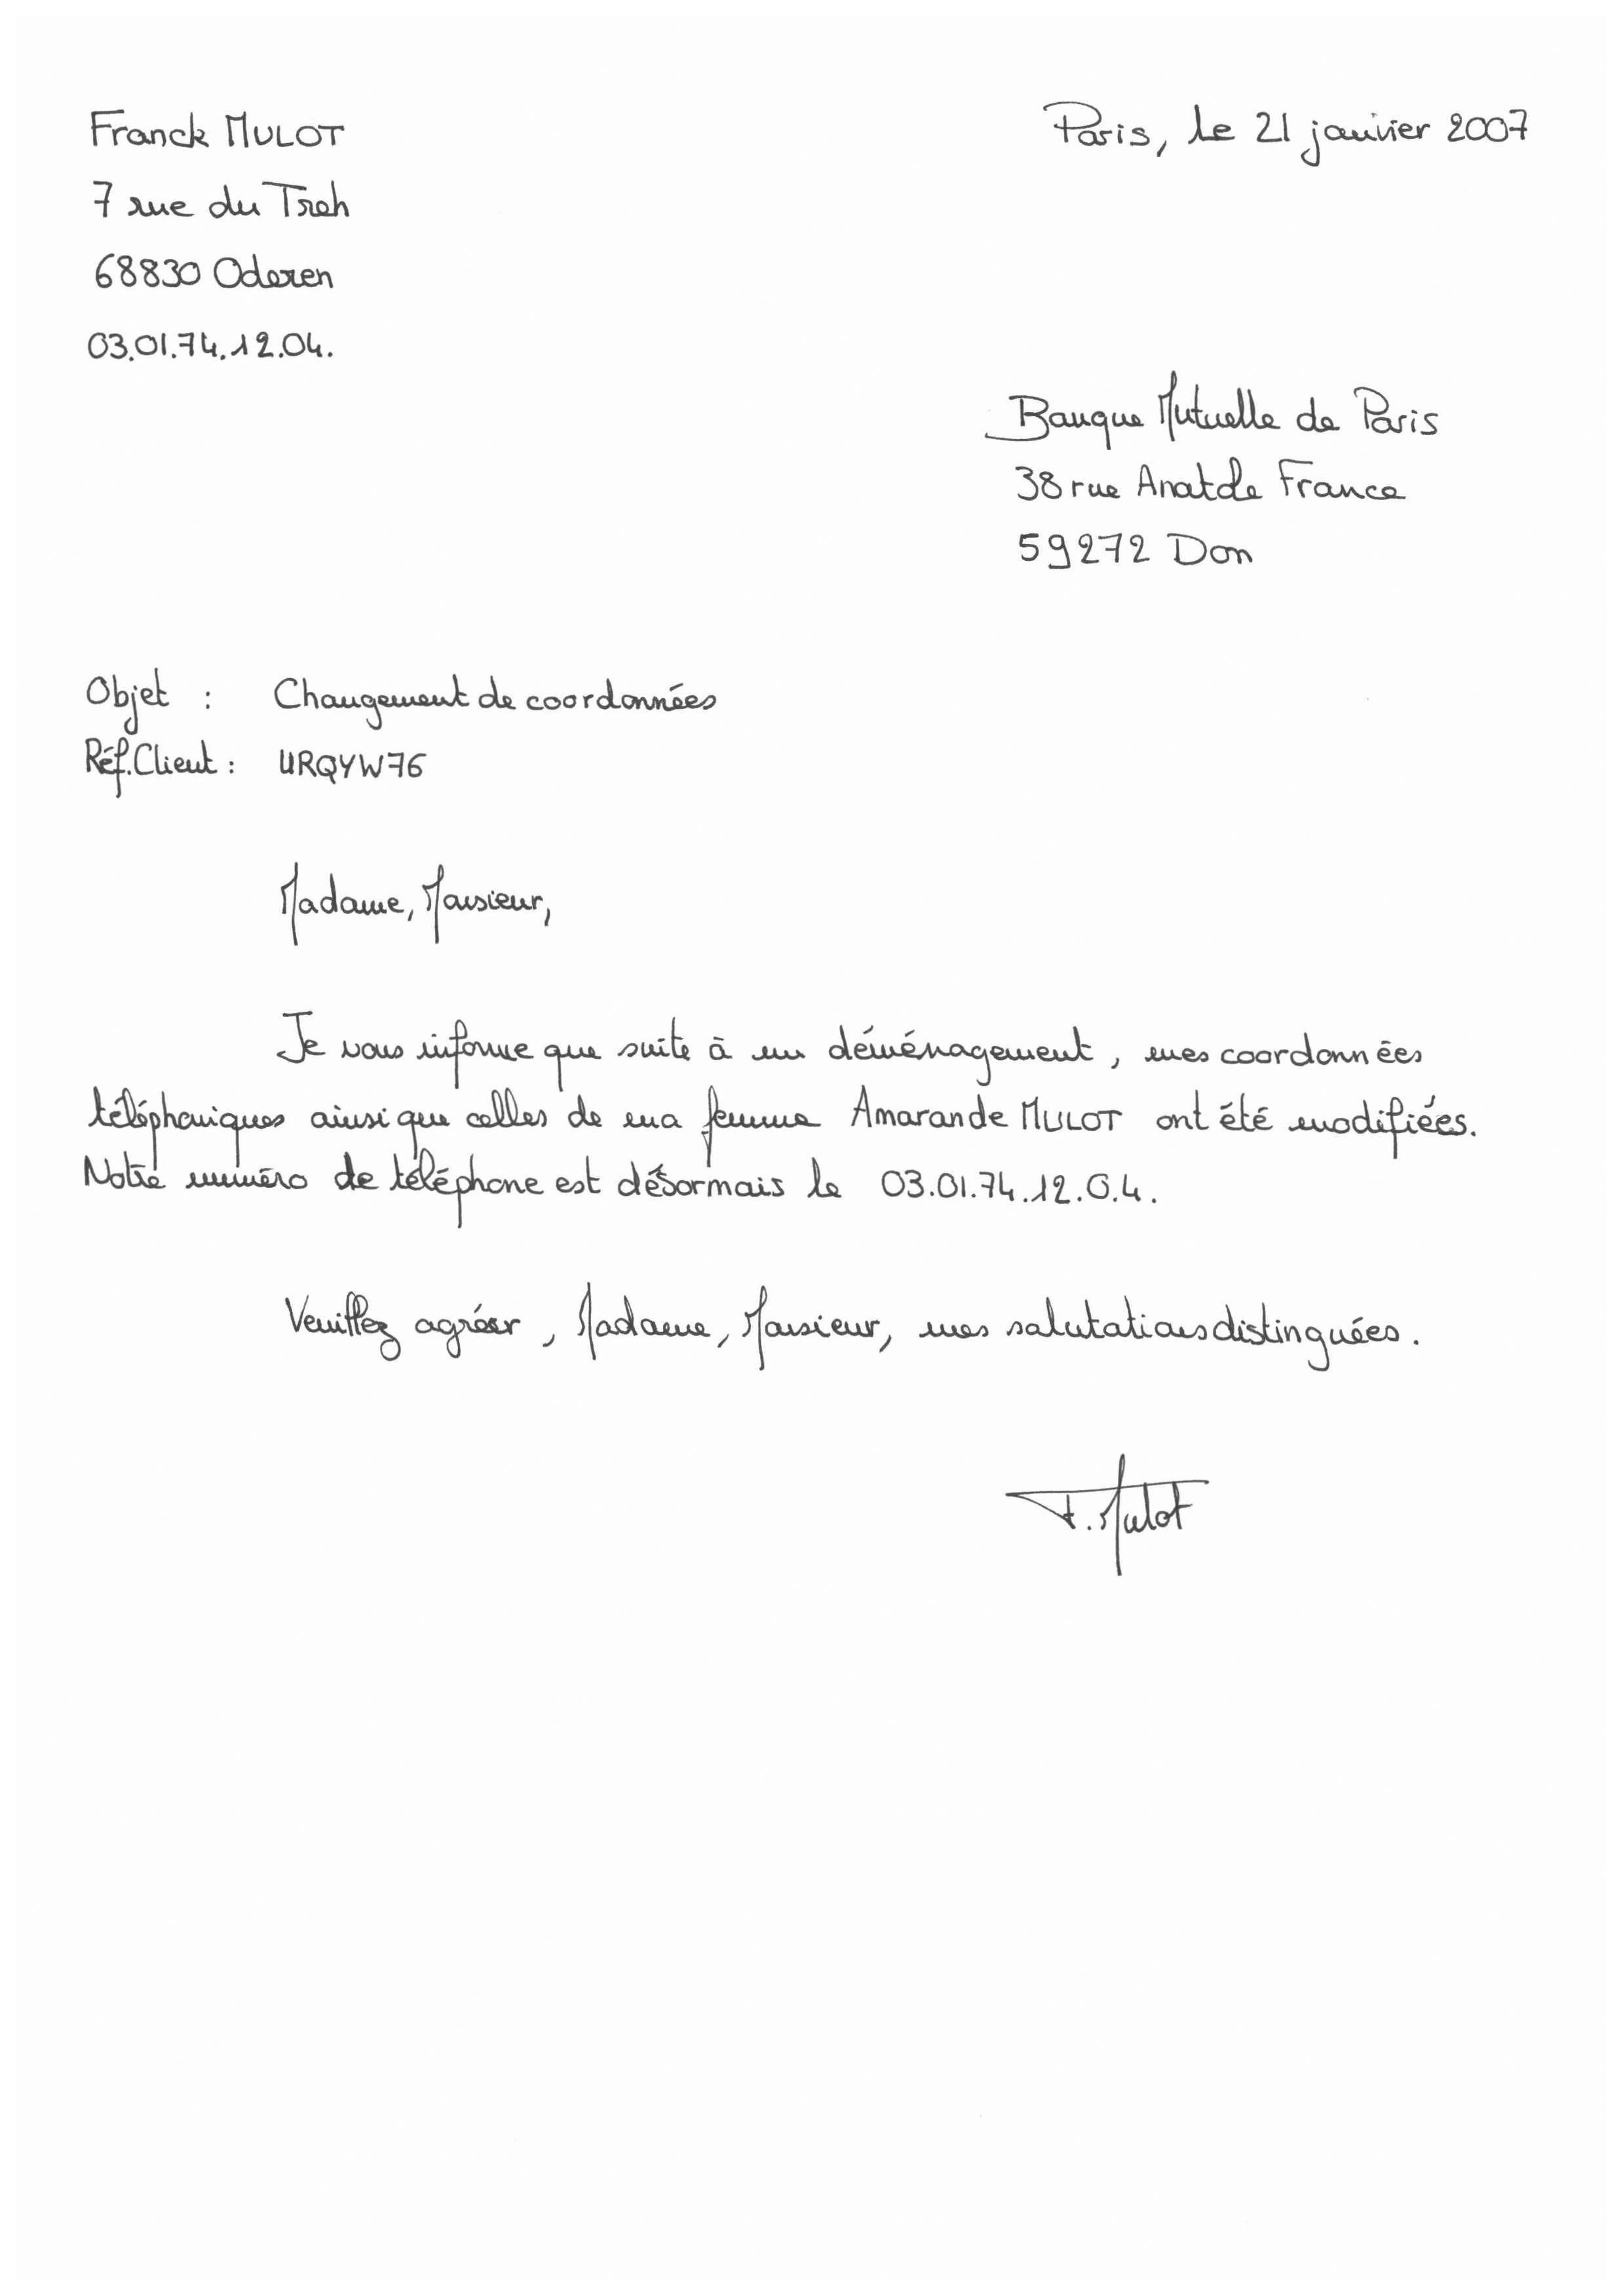 Franck MULOT
Paris, le 21 janvier 2007
7 rue du Treh
68830 Oderen
03.01.74.12.04.
Banque Mutuelle de Paris
38 rue Anatole France
59272 Don
Objet : Changement de coordonnées
Réf.Client : URQYW76
Madame, Monsieur,
Je vous informe que suite à un déménagement, mes coordonnées
téléphoniques ainsi que celles de ma femme Amarande MULOT ont été modifiées.
Notre numéro de téléphone est désormais le 03.01.74.12.0.4.
Veuillez agréer, Madame, Monsieur, mes salutations distinguées.
F. Mulot